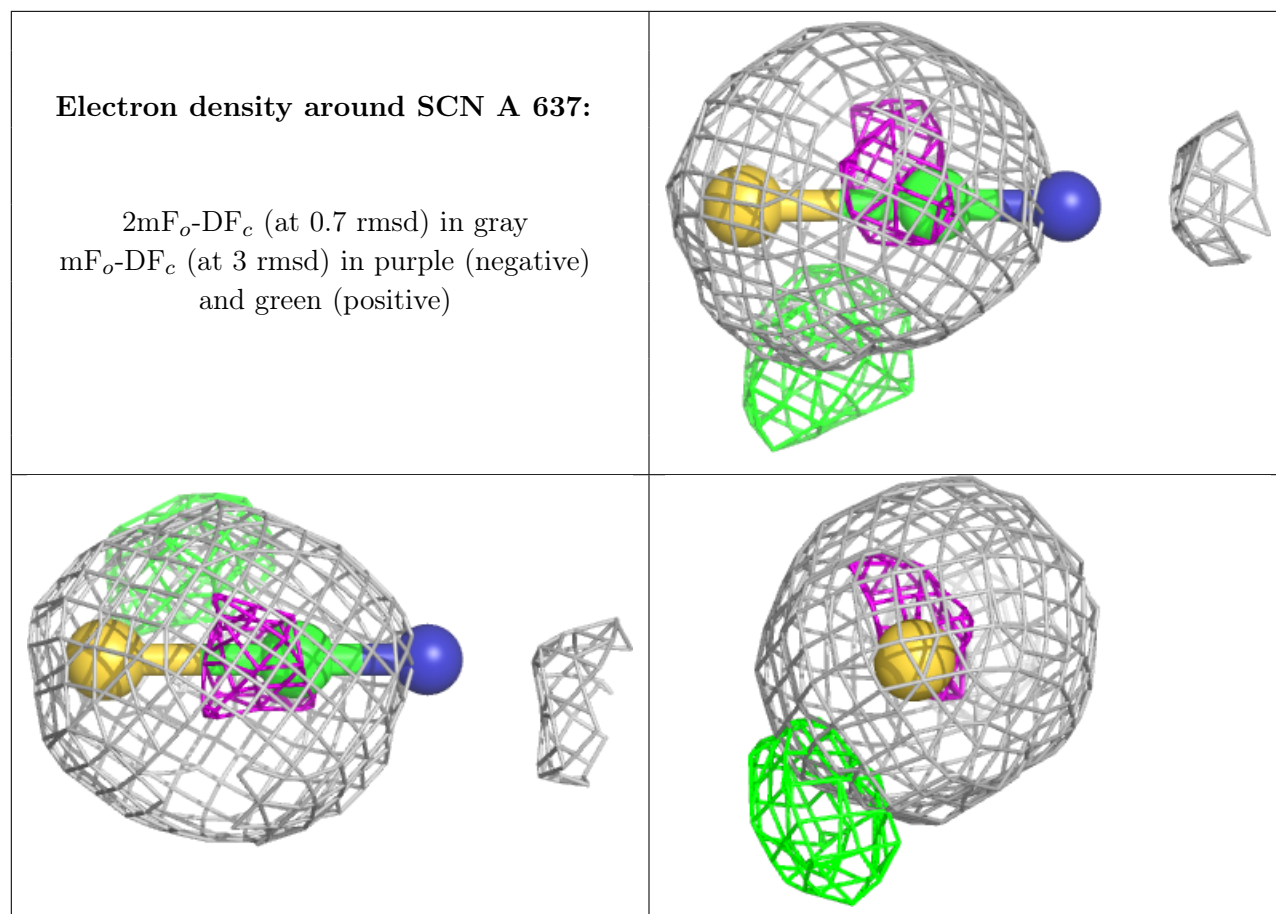 Electron density around SCN A 637:
2mFo-DFc (at 0.7 rmsd) in gray
mFo-DFc (at 3 rmsd) in purple (negative)
and green (positive)